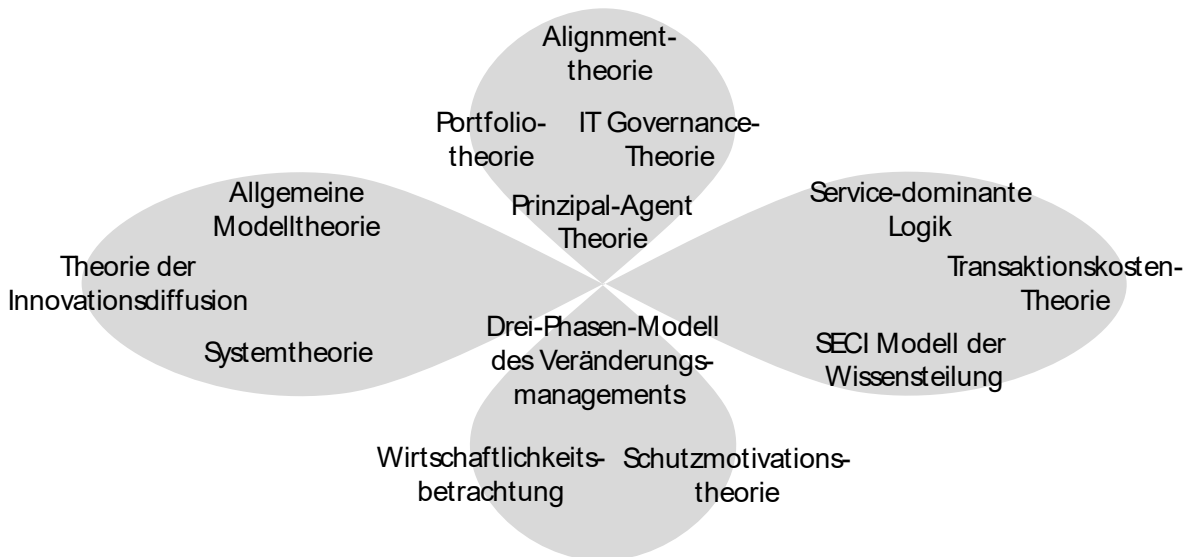 Alignment-
theorie
Portfolio-
theorie
IT Governance-
Theorie
Prinzipal-Agent
Theorie
Allgemeine
Modelltheorie
Theorie der
Innovationsdiffusion
Systemtheorie
Service-dominante
Logik
Transaktionskosten-
Theorie
SECI Modell der
Wissensteilung
Drei-Phasen-Modell
des Veränderungs-
managements
Wirtschaftlichkeits-
betrachtung
Schutzmotivations-
theorie